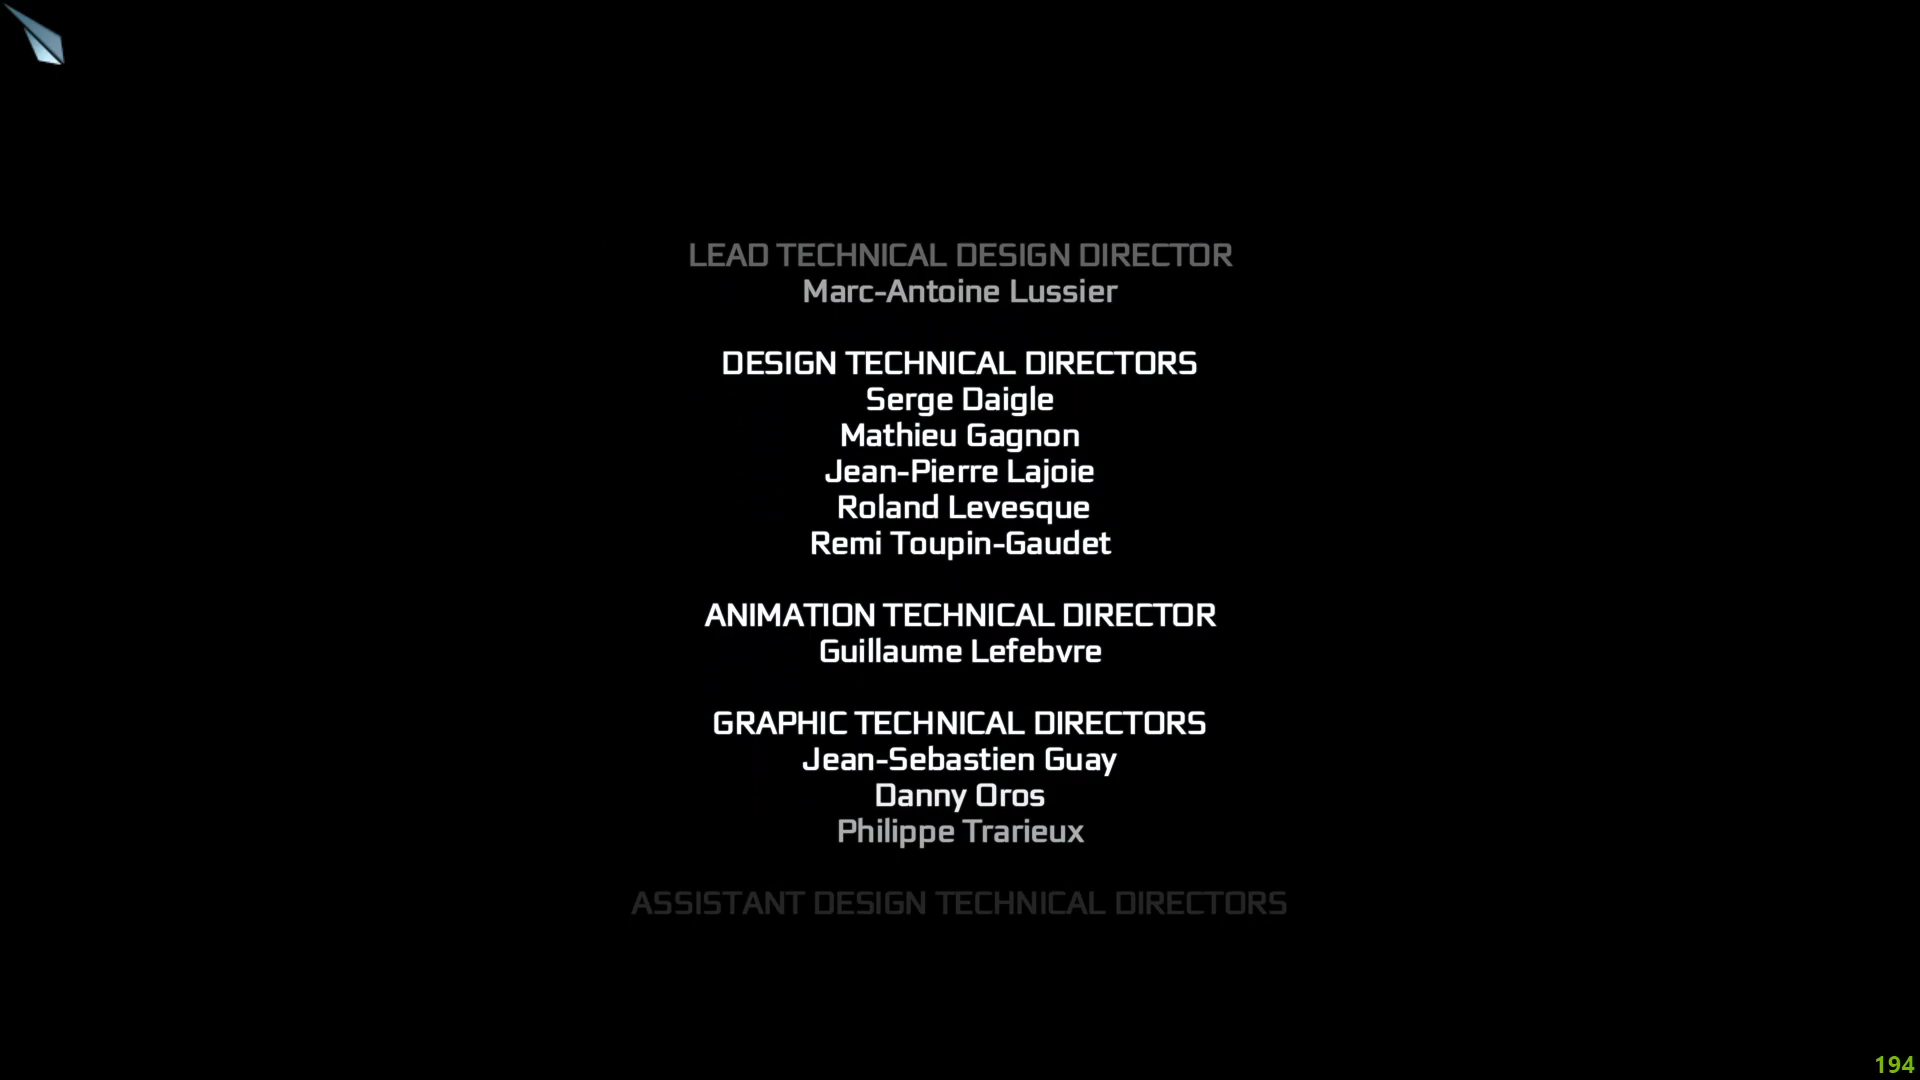 LEAD TECHNICAL DESIGN DIRECTOR
Marc-Antoine Lussier
DESIGN TECHNICAL DIRECTORS
Serge Daigle
Mathieu Gagnon
Jean-Pierre Lajoie
Roland Levesque
Remi Toupin-Gaudet
ANIMATION TECHNICAL DIRECTOR
Guillaume Lefebvre
GRAPHIC TECHNICAL DIRECTORS
Jean-Sebastien Guay
Danny Oros
Philippe Trarieux
ASSISTANT DESIGN TECHNICAL DIRECTORS
194